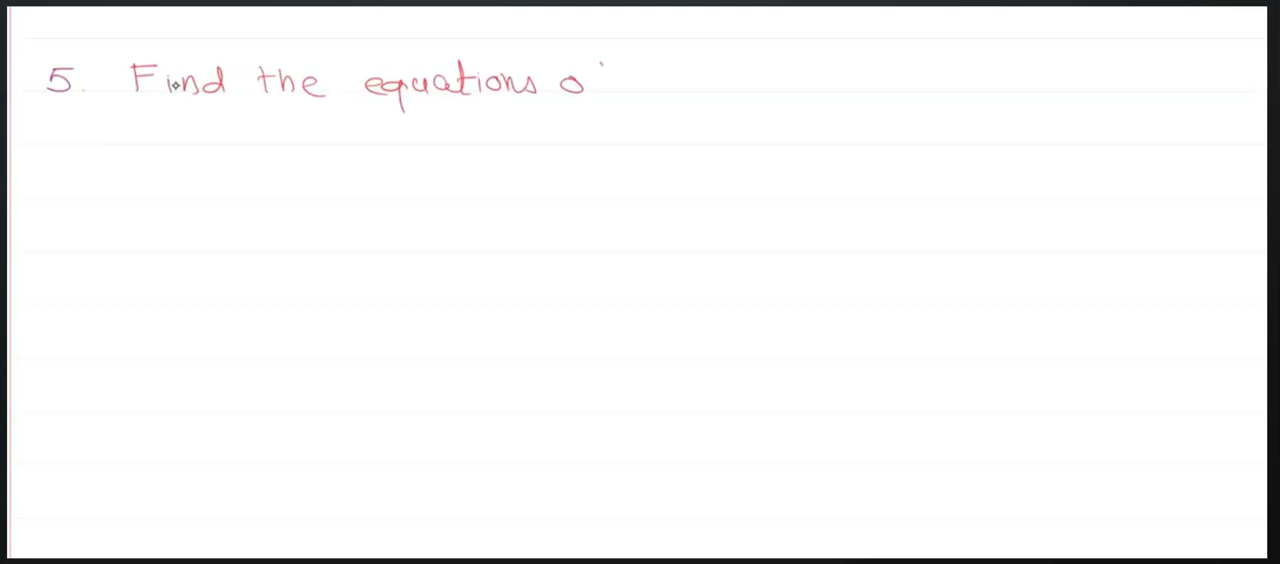 5. Find the equations o